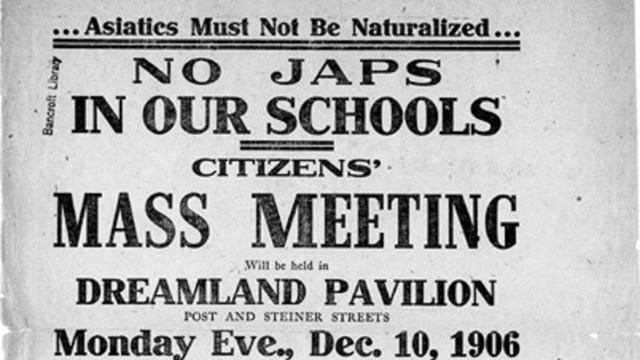 ...Asiatics Must Not Be Naturalized...
NO JAPS
IN OUR SCHOOLS
CITIZENS'
MASS MEETING
Will be held in
DREAMLAND PAVILION
POST AND STEINER STREETS
Monday Eve., Dec. 10, 1906
Bancroft Library